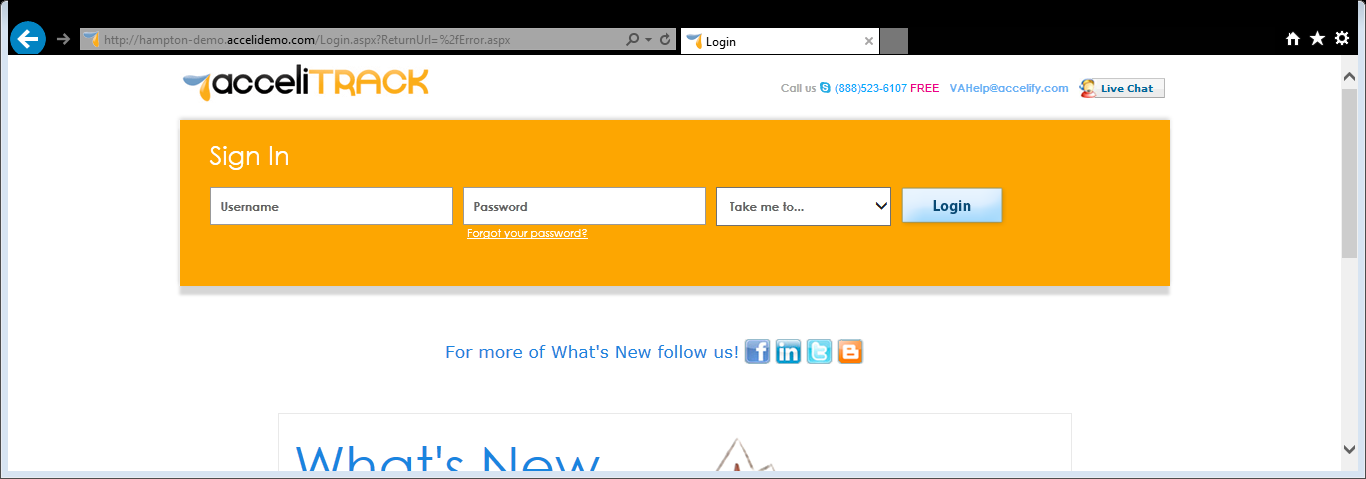 http://hampton-demo.accelidemo.com/Login.aspx?ReturnUrl=%2fError.aspx
Login
acceliTRACK
Call us (888)523-6107 FREE VAHelp@accelify.com Live Chat
Sign In
Username Password Take me to... Login
Forgot your password?
For more of What's New follow us!
What's New